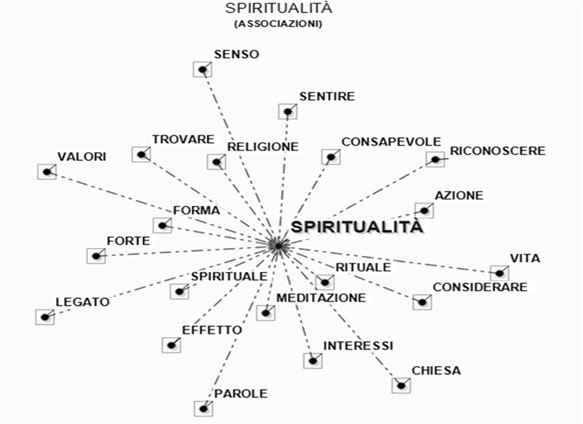 SPIRITUALITÀ
(ASSOCIAZIONI)
SENSO
SENTIRE
TROVARE
RELIGIONE
CONSAPEVOLE
RICONOSCERE
VALORI
AZIONE
FORMA
SPIRITUALITÀ
FORTE
VITA
SPIRITUALE
RITUALE
CONSIDERARE
LEGATO
MEDITAZIONE
EFFETTO
INTERESSI
CHIESA
PAROLE